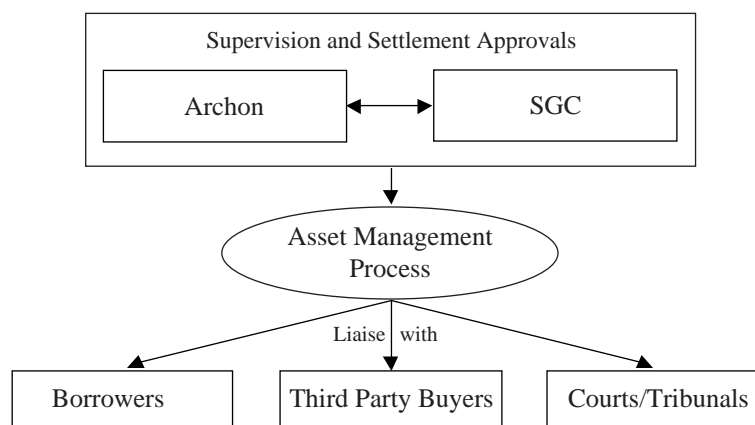 Supervision and Settlement Approvals
Archon
SGC
Asset Management
Process
Liaise with
Borrowers
Third Party Buyers
Courts/Tribunals